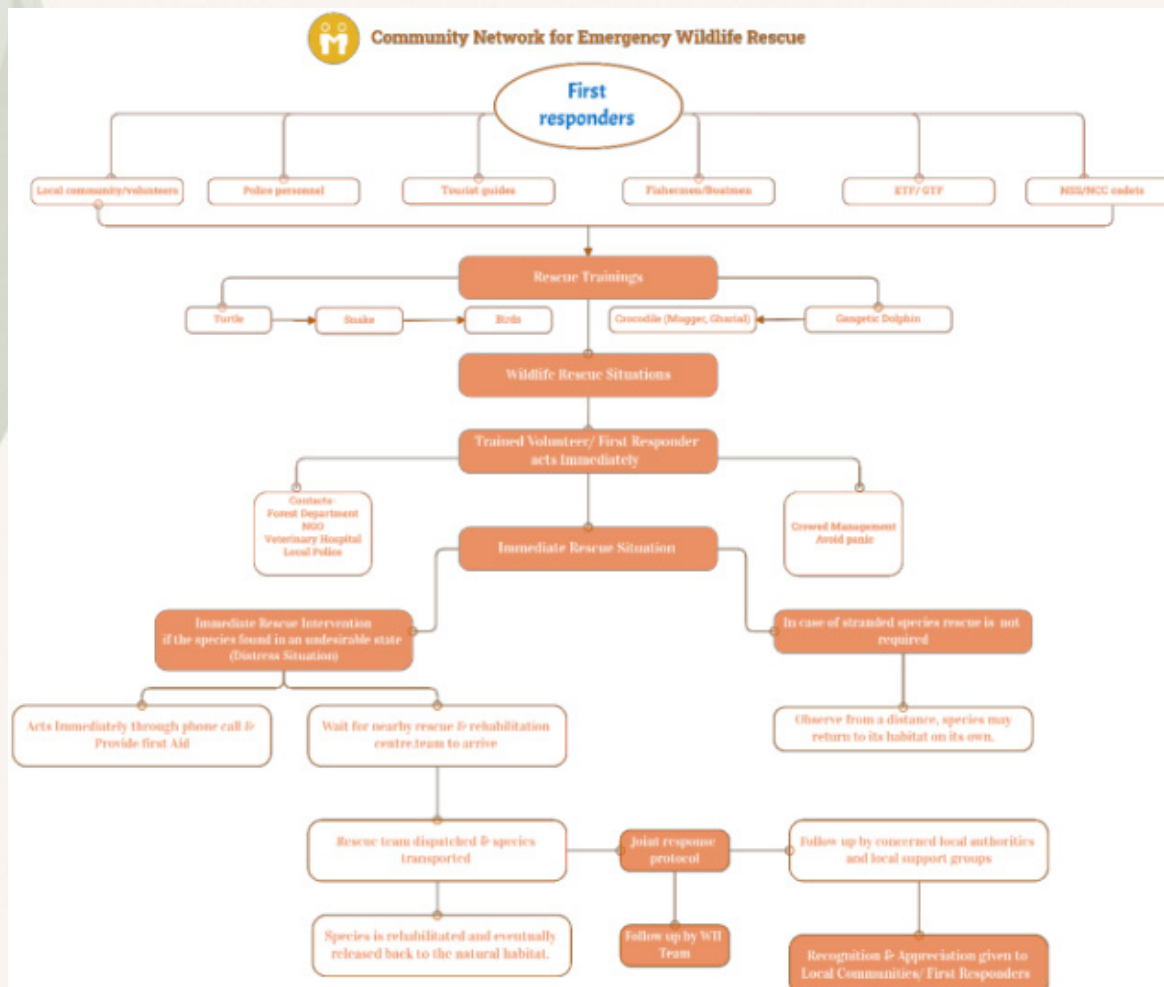 Community Network for Emergency Wildlife Rescue
First
responders
Local community/volunteers
Police personnel
Tourist guides
Fishermen/Boatmen
ETF/ GTF
NSS/NCC cadets
Rescue Trainings
Turtle
Snake
Birds
Crocodile (Mugger, Gharial)
Gangetic Dolphin
Wildlife Rescue Situations
Trained Volunteer/ First Responder
acts Immediately
Contacts
Forest Department
NGO
Veterinary Hospital
Local Police
Crowed Management
Avoid panic
Immediate Rescue Situation
Immediate Rescue Intervention
if the species found in an undesirable state
(Distress Situation)
In case of stranded species rescue is not
required
Acts Immediately through phone call &
Provide first Aid
Wait for nearby rescue & rehabilitation
centre.team to arrive
Observe from a distance, species may
return to its habitat on its own.
Rescue team dispatched & species
transported
Joint response
protocol
Follow up by concerned local authorities
and local support groups
Species is rehabilitated and eventually
released back to the natural habitat.
Follow up by WII
Team
Recognition & Appreciation given to
Local Communities/ First Responders